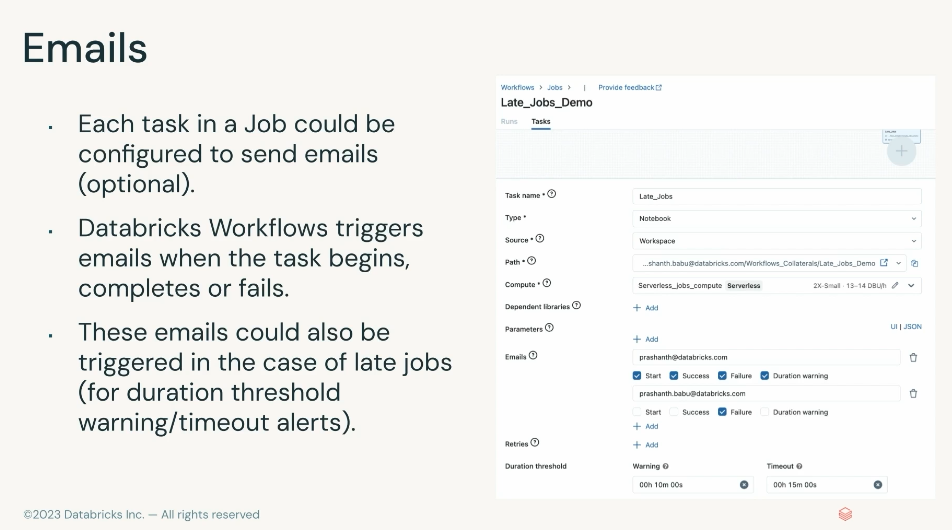 Emails
Each task in a Job could be
configured to send emails
(optional).
Databricks Workflows triggers
emails when the task begins,
completes or fails.
These emails could also be
triggered in the case of late jobs
(for duration threshold
warning/timeout alerts).
Workflows > Jobs > | Provide feedback
Late_Jobs_Demo
Runs Tasks
Task name * Late_Jobs
Type * Notebook
Source * Workspace
Path * ...shanth.babu@databricks.com/Workflows_Collaterals/Late_Jobs_Demo
Compute * Serverless_jobs_compute Serverless 2X-Small · 13–14 DBU/h
Dependent libraries + Add
Parameters UI | JSON
+ Add
Emails prashanth@databricks.com
Start Success Failure Duration warning
prashanth.babu@databricks.com
Start Success Failure Duration warning
+ Add
Retries + Add
Duration threshold Warning Timeout
00h 10m 00s 00h 15m 00s
©2023 Databricks Inc. — All rights reserved